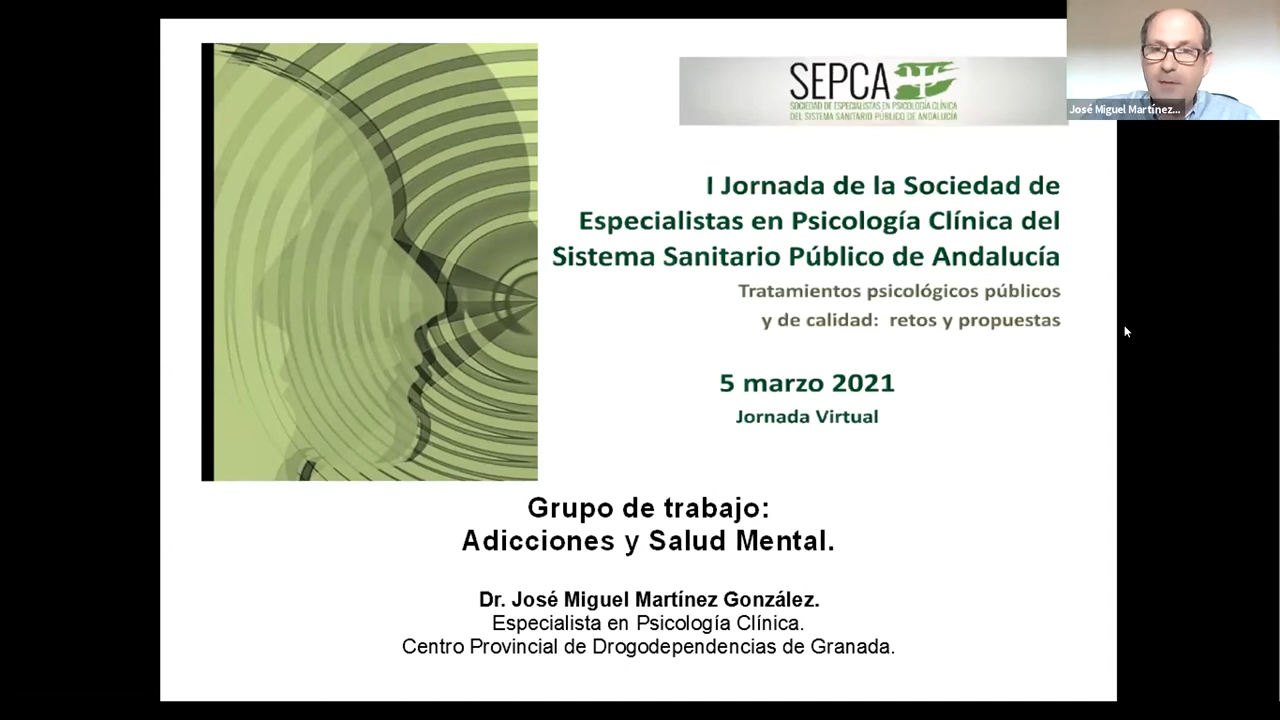 SEPCA
SOCIEDAD DE ESPECIALISTAS EN PSICOLOGÍA CLÍNICA
DEL SISTEMA SANITARIO PÚBLICO DE ANDALUCÍA
José Miguel Martínez...
I Jornada de la Sociedad de
Especialistas en Psicología Clínica del
Sistema Sanitario Público de Andalucía
Tratamientos psicológicos públicos
y de calidad: retos y propuestas
5 marzo 2021
Jornada Virtual
Grupo de trabajo:
Adicciones y Salud Mental.
Dr. José Miguel Martínez González.
Especialista en Psicología Clínica.
Centro Provincial de Drogodependencias de Granada.